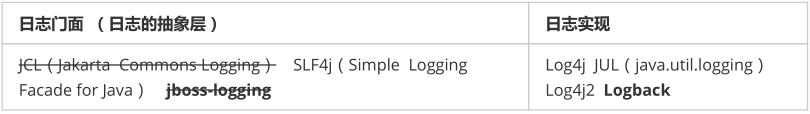 日志门面 （日志的抽象层）
日志实现
JCL（Jakarta Commons Logging） SLF4j（Simple Logging
Facade for Java） jboss-logging
Log4j JUL（java.util.logging）
Log4j2 Logback